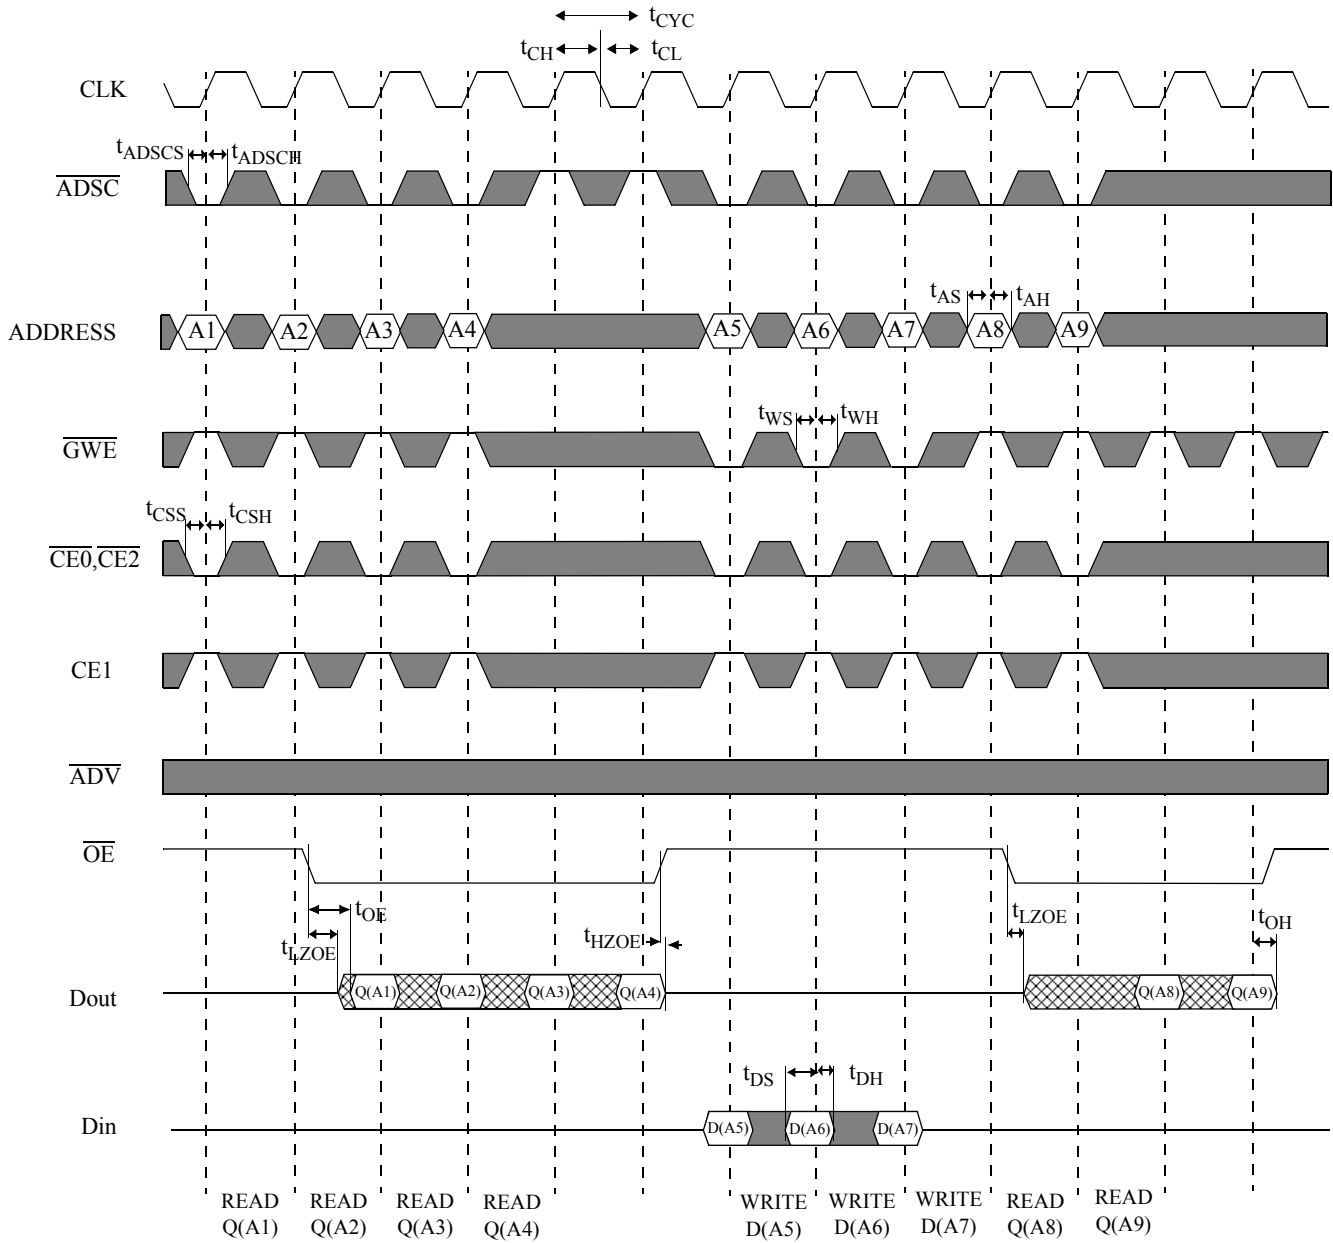 tCYC
tCH
tCL
CLK
tADSCS
tADSCH
ADSC
tAS
tAH
ADDRESS
A1
A2
A3
A4
A5
A6
A7
A8
A9
tWS
tWH
GWE
tCSS
tCSH
CE0,CE2
CE1
ADV
OE
tOE
tLZOE
tHZOE
tLZOE
tOH
Dout
Q(A1)
Q(A2)
Q(A3)
Q(A4)
Q(A8)
Q(A9)
tDS
tDH
Din
D(A5)
D(A6)
D(A7)
READ
Q(A1)
READ
Q(A2)
READ
Q(A3)
READ
Q(A4)
WRITE
D(A5)
WRITE
D(A6)
WRITE
D(A7)
READ
Q(A8)
READ
Q(A9)